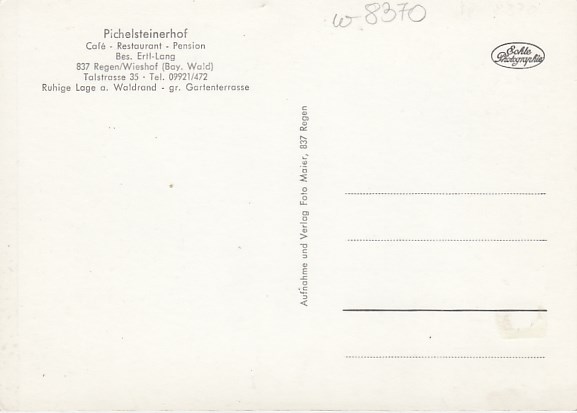 Pichelsteinerhof
Café - Restaurant - Pension
Bes. Ertl-Lang
837 Regen/Wieshof (Bay. Wald)
Talstrasse 35 - Tel. 09921/472
Ruhige Lage a. Waldrand - gr. Gartenterrasse
w-8370
Echte
Photographie
Aufnahme und Verlag Foto Maier, 837 Regen